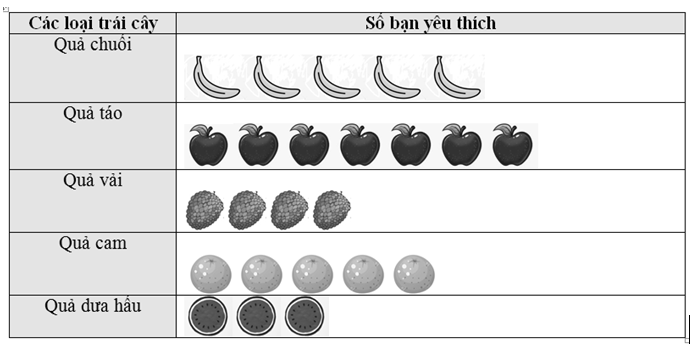 Các loại trái cây Số bạn yêu thích
Quả chuối
Quả táo
Quả vải
Quả cam
Quả dưa hấu